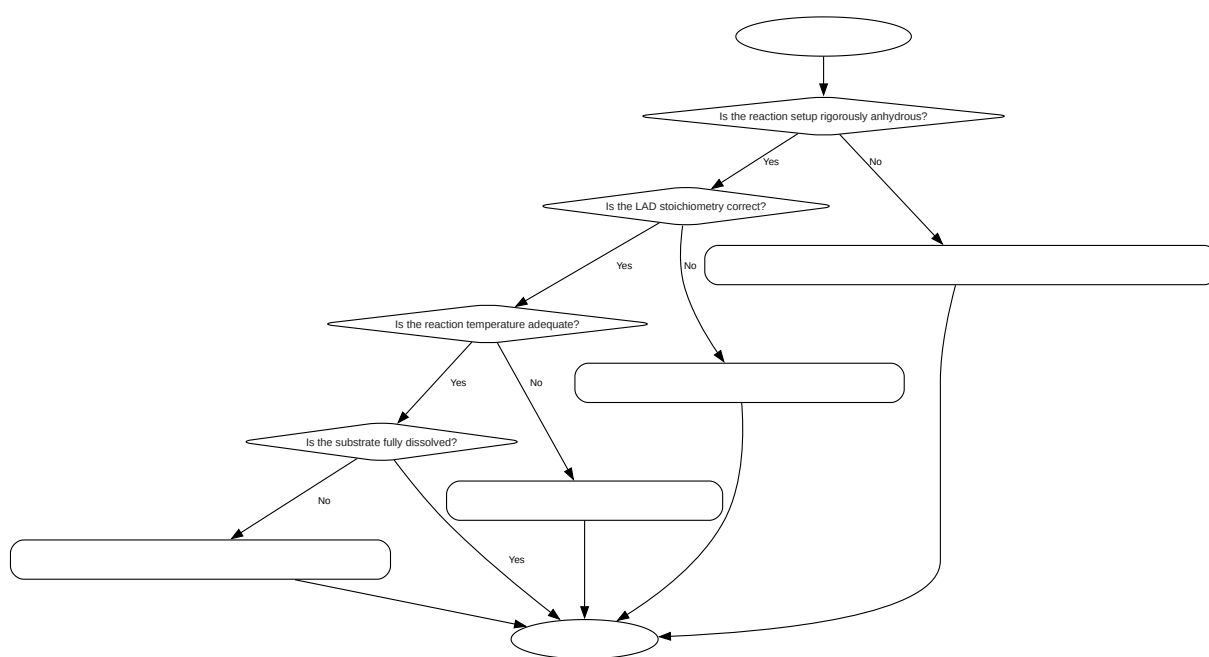 Is the reaction setup rigorously anhydrous?
Yes
No
Is the LAD stoichiometry correct?
Yes
No
Is the reaction temperature adequate?
Yes
No
Is the substrate fully dissolved?
No
Yes